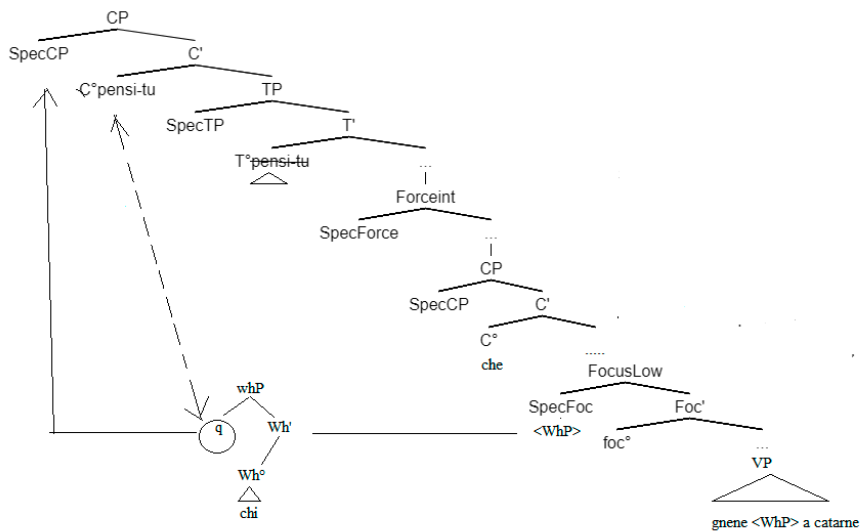 CP
SpecCP C'
C°pensi-tu TP
SpecTP T'
T°pensi-tu ...
Forceint
SpecForce ...
CP
SpecCP C'
C°
che .....
FocusLow
whP SpecFoc Foc'
q Wh' <WhP> foc° ...
VP
Wh°
chi gnene <WhP> a catarne